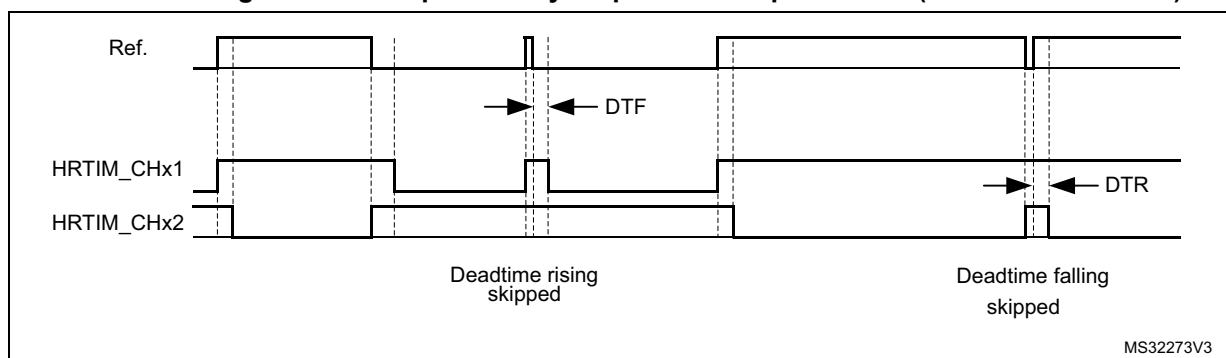 Ref.
DTF
HRTIM_CHx1
DTR
HRTIM_CHx2
Deadtime rising
skipped
Deadtime falling
skipped
MS32273V3